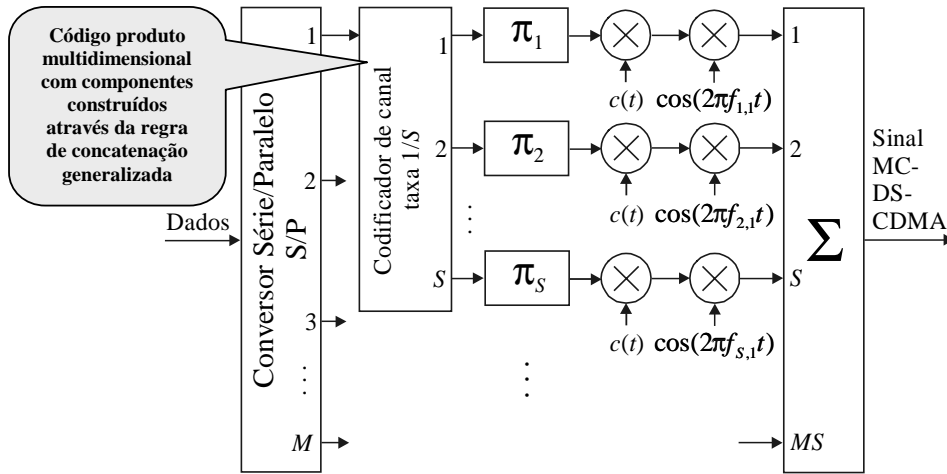 Código produto
multidimensional
com componentes
construídos
através da regra
de concatenação
generalizada
Dados
Conversor Série/Paralelo
S/P
1
2
3
M
Codificador de canal
taxa 1/S
1
2
S
π₁
π₂
π_S
c(t) cos(2πf₁,₁t)
c(t) cos(2πf₂,₁t)
c(t) cos(2πf_S,₁t)
1
2
S
MS
Σ
Sinal
MC-
DS-
CDMA